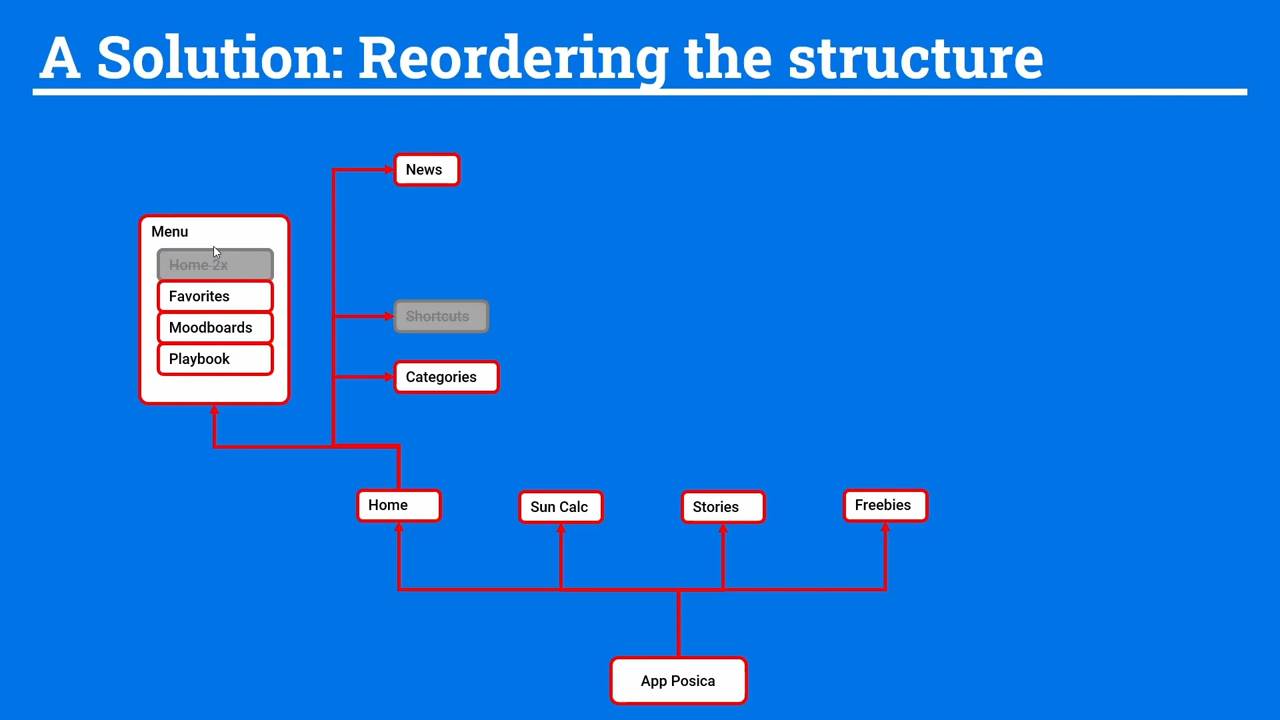 A Solution: Reordering the structure
News
Menu
Home 2x
Favorites
Moodboards
Playbook
Shortcuts
Categories
Home
Sun Calc
Stories
Freebies
App Posica